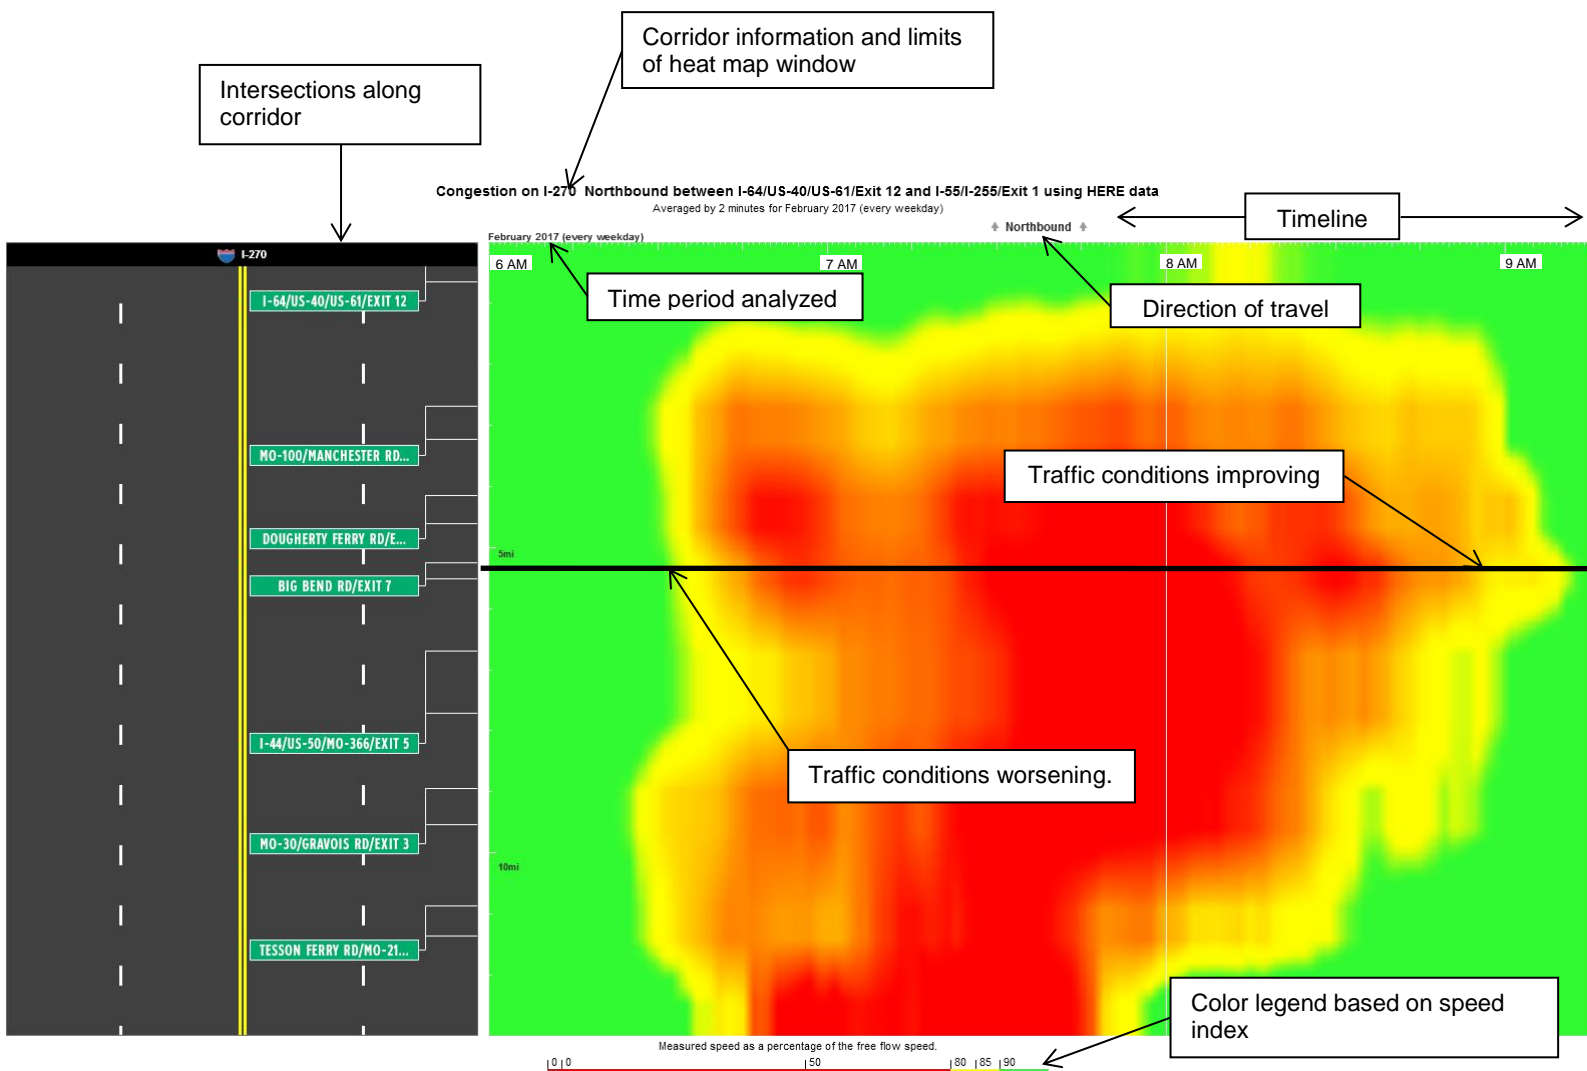 Corridor information and limits
of heat map window
Intersections along
corridor
Congestion on I-270 Northbound between I-64/US-40/US-61/Exit 12 and I-55/I-255/Exit 1 using HERE data
Averaged by 2 minutes for February 2017 (every weekday)
Timeline
Northbound
February 2017 (every weekday)
I-270
6 AM
7 AM
8 AM
9 AM
I-64/US-40/US-61/EXIT 12
Time period analyzed
Direction of travel
MO-100/MANCHESTER RD...
Traffic conditions improving
DOUGHERTY FERRY RD/E...
5mi
BIG BEND RD/EXIT 7
I-44/US-50/MO-366/EXIT 5
Traffic conditions worsening.
MO-30/GRAVOIS RD/EXIT 3
10mi
TESSON FERRY RD/MO-21...
Color legend based on speed
index
Measured speed as a percentage of the free flow speed.
0 0 50 80 85 90